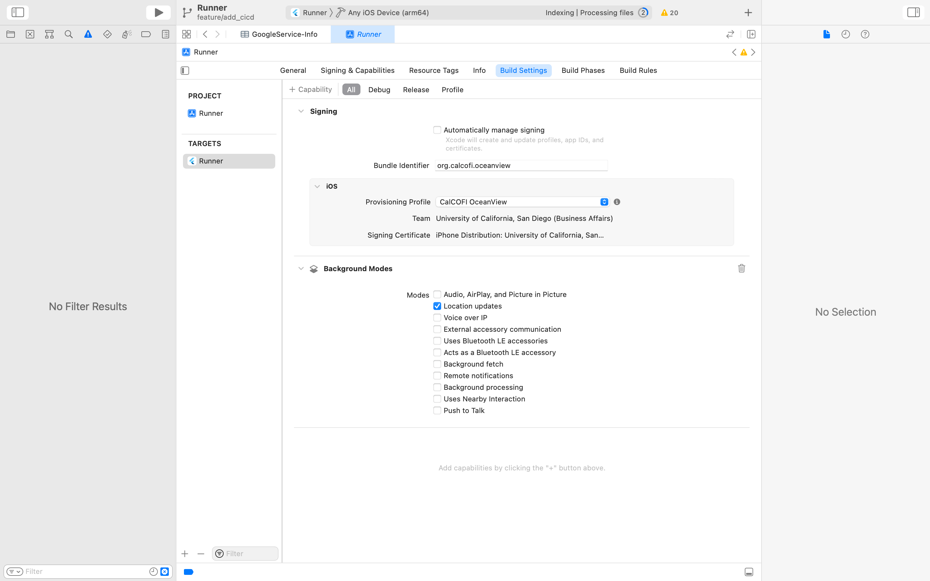 Runner
feature/add_cicd
Runner
Any iOS Device (arm64)
Indexing | Processing files
2
20
GoogleService-Info
Runner
Runner
General
Signing & Capabilities
Resource Tags
Info
Build Settings
Build Phases
Build Rules
+ Capability
All
Debug
Release
Profile
PROJECT
Runner
TARGETS
Runner
Signing
Automatically manage signing
Xcode will create and update profiles, app IDs, and
certificates.
Bundle Identifier
org.calcofi.oceanview
iOS
Provisioning Profile
CalCOFI OceanView
Team
University of California, San Diego (Business Affairs)
Signing Certificate
iPhone Distribution: University of California, San...
Background Modes
Modes
Audio, AirPlay, and Picture in Picture
Location updates
Voice over IP
External accessory communication
Uses Bluetooth LE accessories
Acts as a Bluetooth LE accessory
Background fetch
Remote notifications
Background processing
Uses Nearby Interaction
Push to Talk
Add capabilities by clicking the "+" button above.
No Filter Results
No Selection
Filter
Filter